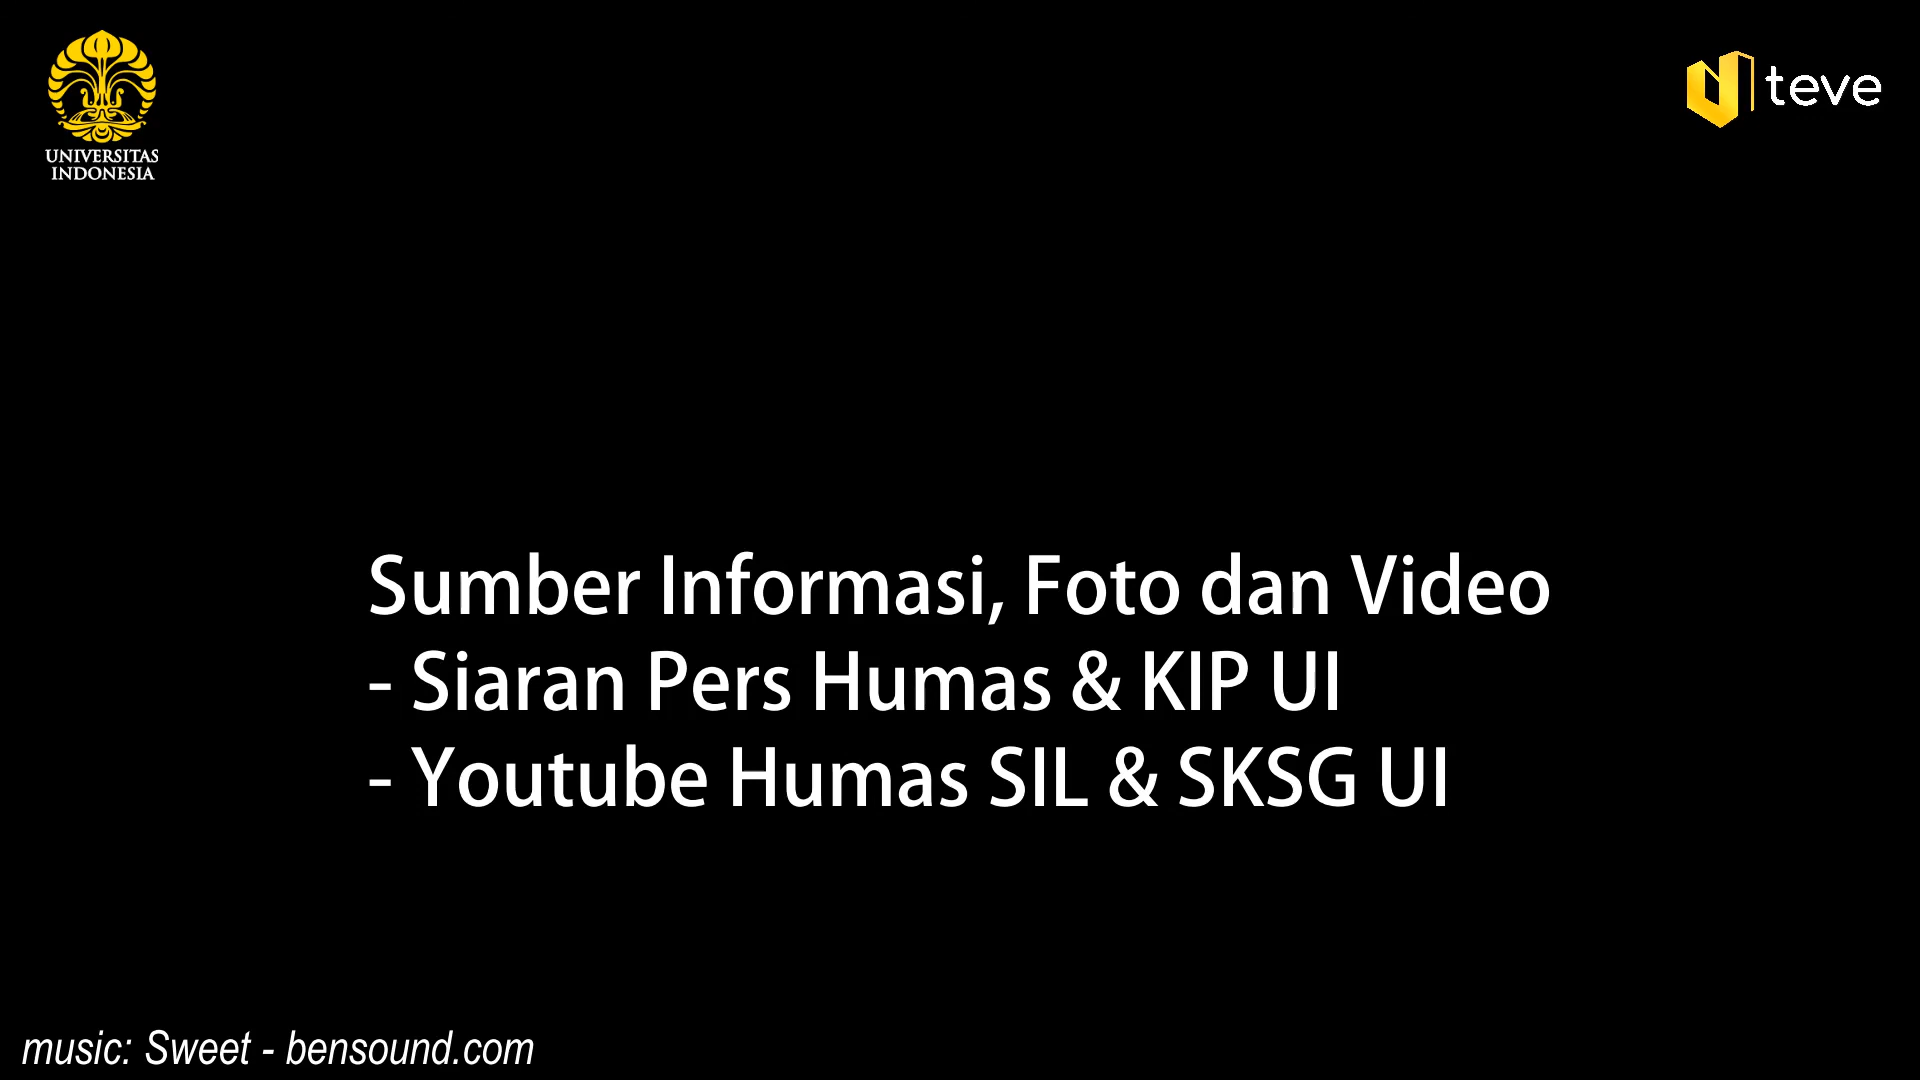 UNIVERSITAS
INDONESIA
teve
Sumber Informasi, Foto dan Video
- Siaran Pers Humas & KIP UI
- Youtube Humas SIL & SKSG UI
music: Sweet - bensound.com